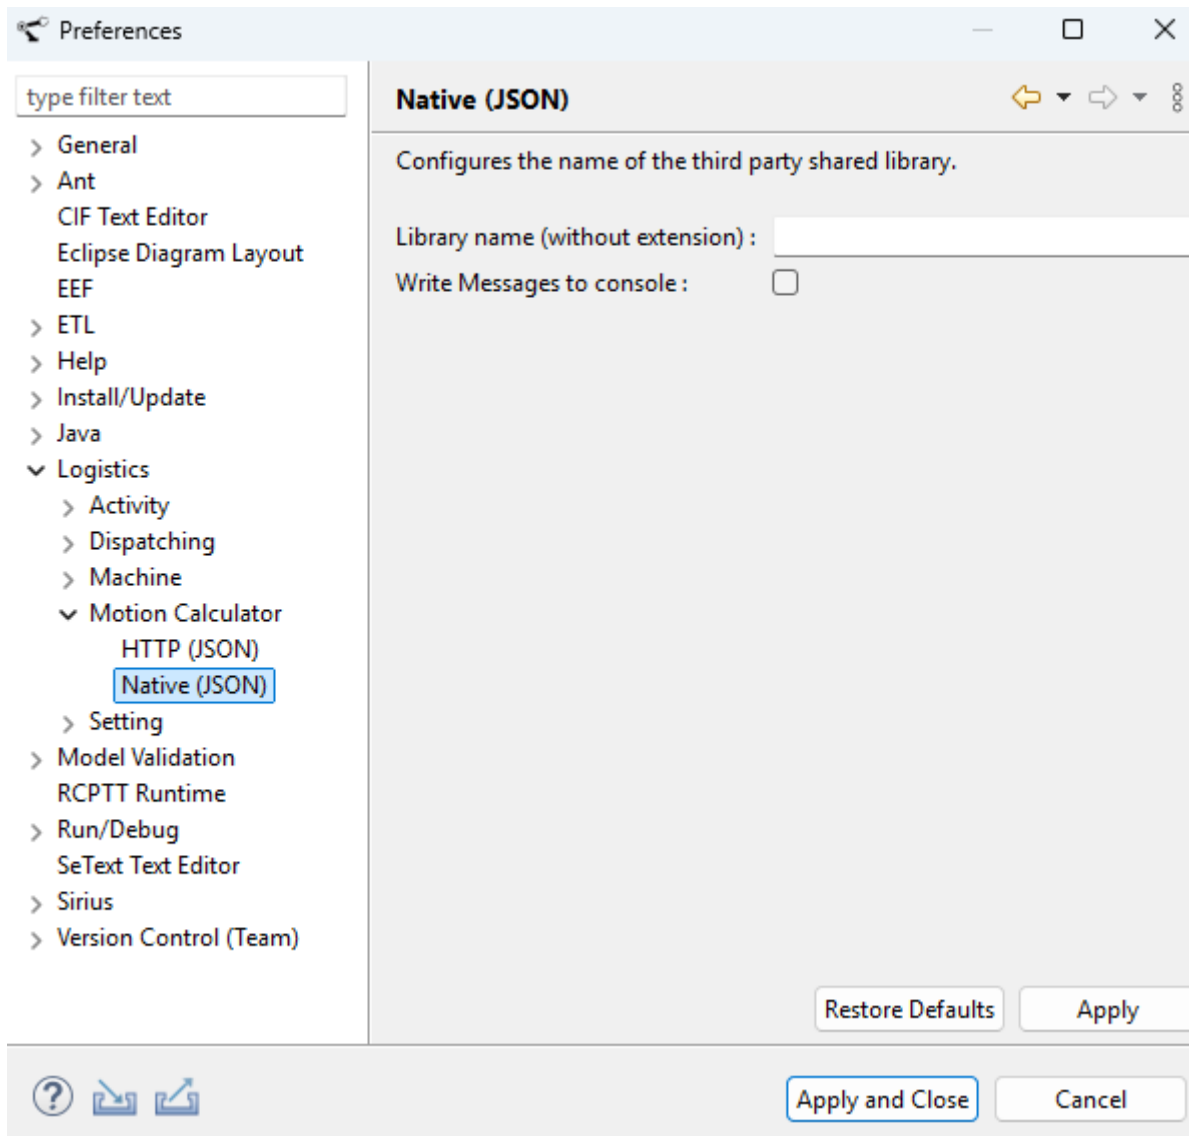 Preferences
type filter text
General
Ant
CIF Text Editor
Eclipse Diagram Layout
EEF
ETL
Help
Install/Update
Java
Logistics
Activity
Dispatching
Machine
Motion Calculator
HTTP (JSON)
Native (JSON)
Setting
Model Validation
RCPTT Runtime
Run/Debug
SeText Text Editor
Sirius
Version Control (Team)
Native (JSON)
Configures the name of the third party shared library.
Library name (without extension) :
Write Messages to console :
Restore Defaults Apply
? Apply and Close Cancel